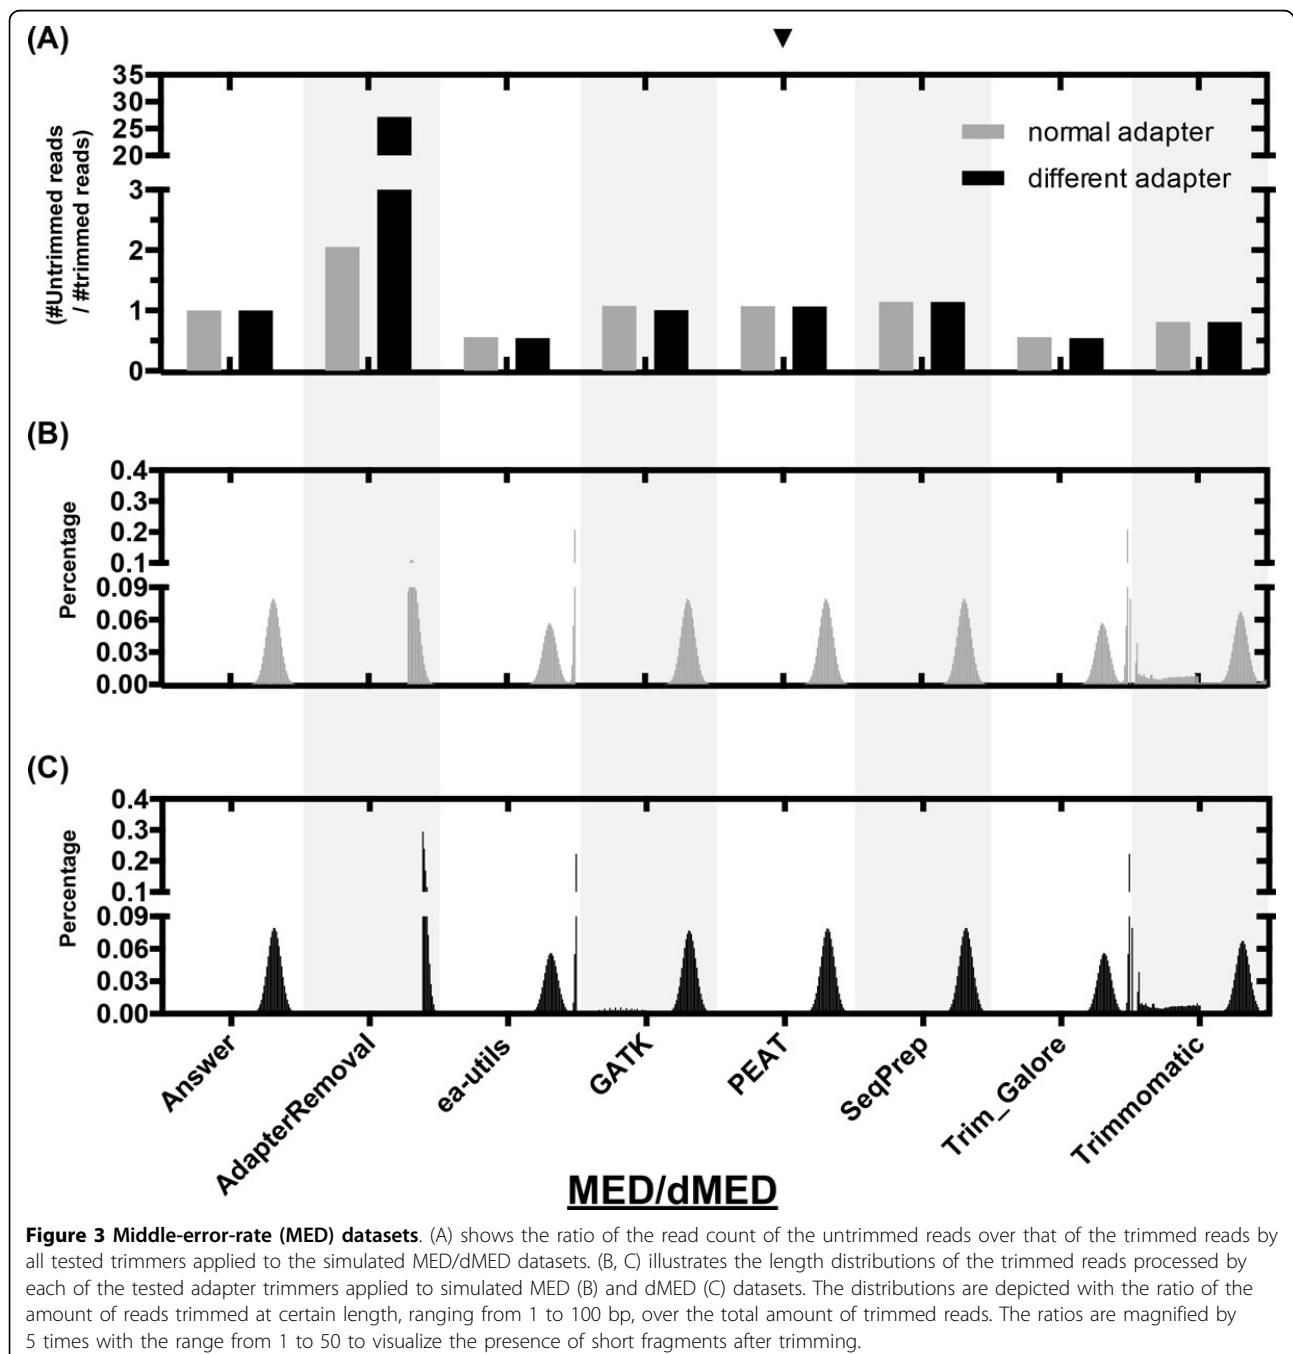 (A)
35
30
25
20
3
2
1
0
(#Untrimmed reads
/ #trimmed reads)
normal adapter
different adapter
(B)
0.4
0.3
0.2
0.1
0.09
0.06
0.03
0.00
Percentage
(C)
0.4
0.3
0.2
0.1
0.09
0.06
0.03
0.00
Percentage
Answer
AdapterRemoval
ea-utils
GATK
PEAT
SeqPrep
Trim_Galore
Trimmomatic
MED/dMED
Figure 3 Middle-error-rate (MED) datasets. (A) shows the ratio of the read count of the untrimmed reads over that of the trimmed reads by
all tested trimmers applied to the simulated MED/dMED datasets. (B, C) illustrates the length distributions of the trimmed reads processed by
each of the tested adapter trimmers applied to simulated MED (B) and dMED (C) datasets. The distributions are depicted with the ratio of the
amount of reads trimmed at certain length, ranging from 1 to 100 bp, over the total amount of trimmed reads. The ratios are magnified by
5 times with the range from 1 to 50 to visualize the presence of short fragments after trimming.